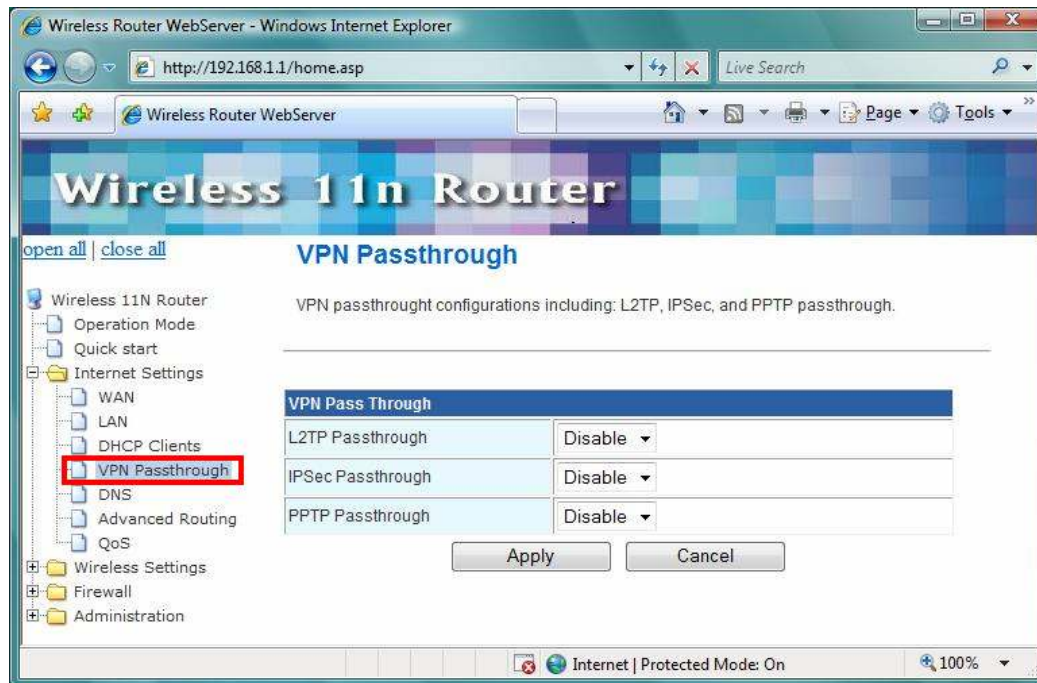 Wireless Router WebServer - Windows Internet Explorer
http://192.168.1.1/home.asp
Live Search
Wireless Router WebServer
Page
Tools
Wireless 11n Router
open all | close all
Wireless 11N Router
Operation Mode
Quick start
Internet Settings
WAN
LAN
DHCP Clients
VPN Passthrough
DNS
Advanced Routing
QoS
Wireless Settings
Firewall
Administration
VPN Passthrough
VPN passthrought configurations including: L2TP, IPSec, and PPTP passthrough.
VPN Pass Through
L2TP Passthrough Disable
IPSec Passthrough Disable
PPTP Passthrough Disable
Apply Cancel
Internet | Protected Mode: On
100%